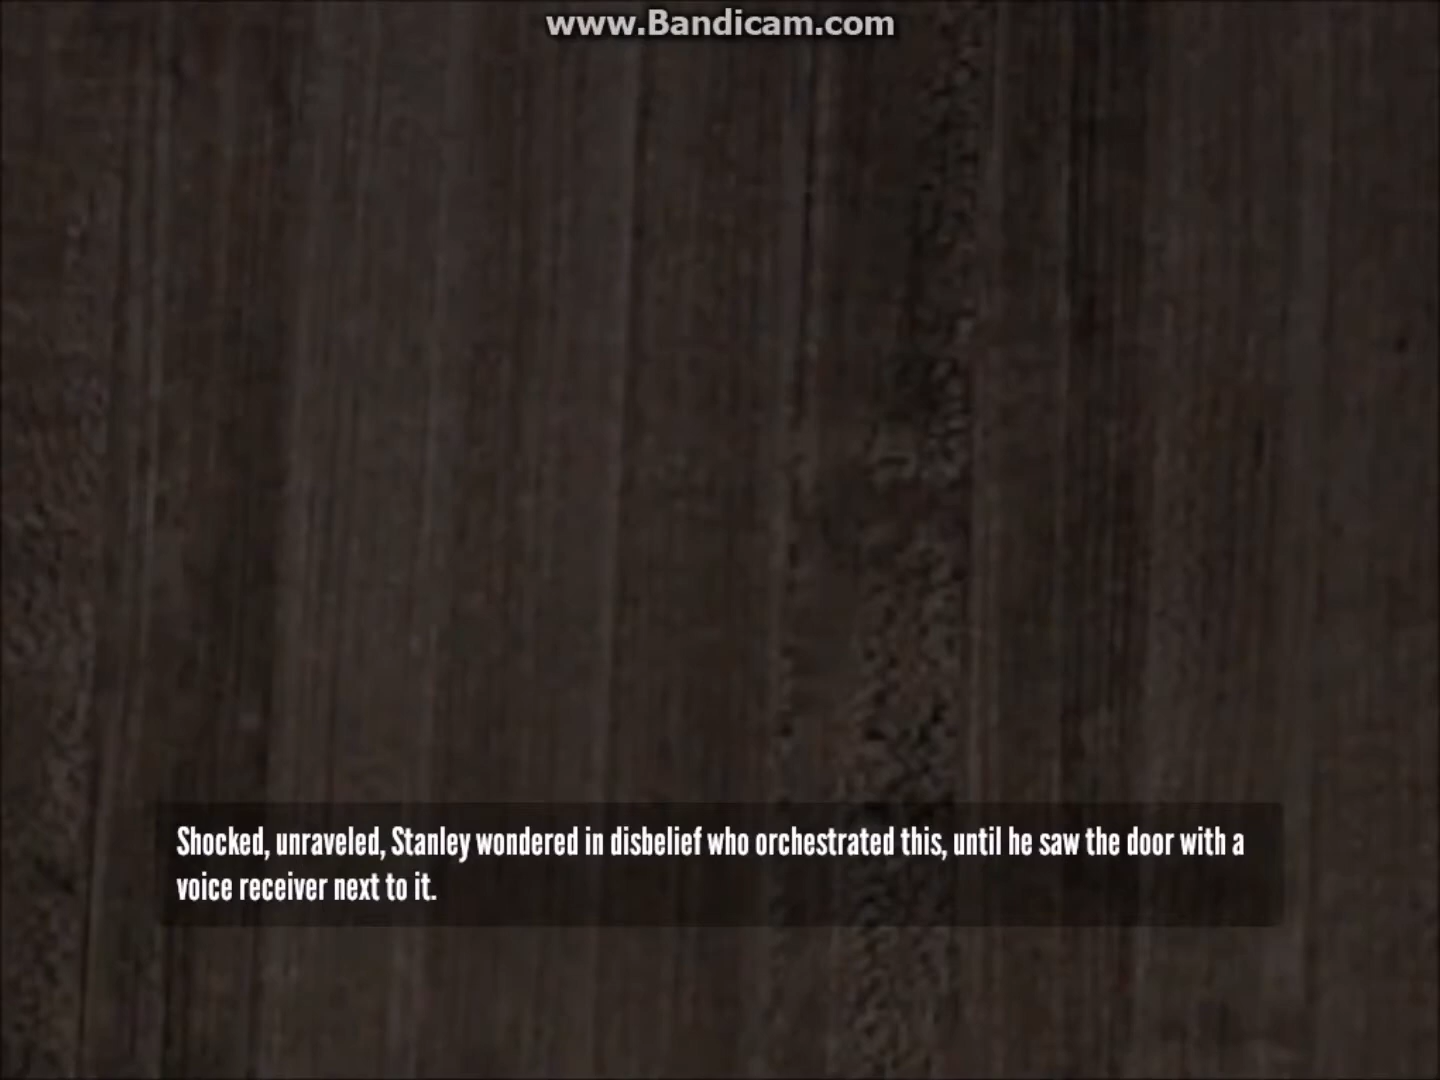 www.Bandicam.com
Shocked, unraveled, Stanley wondered in disbelief who orchestrated this, until he saw the door with a
voice receiver next to it.